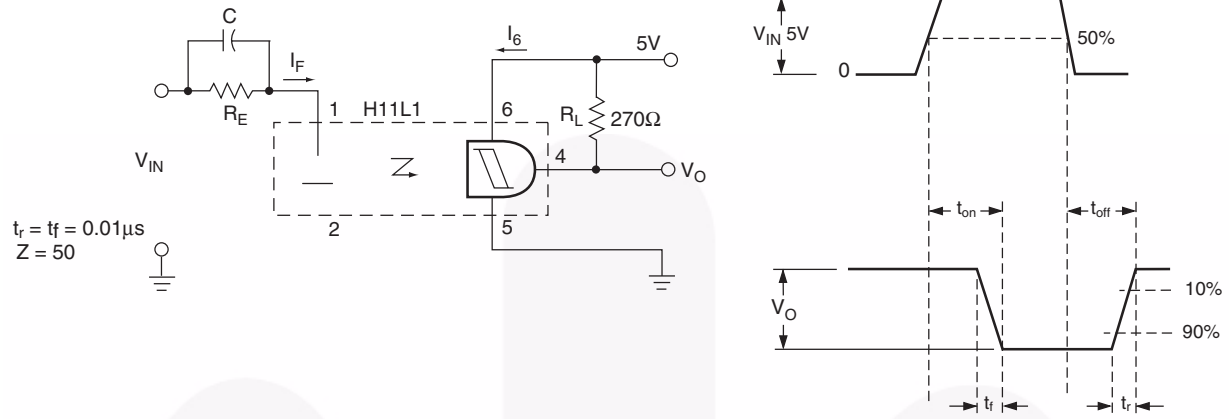 C
I_F
R_E
1
H11L1
V_IN
2
t_r = t_f = 0.01μs
Z = 50
I_6
5V
6
R_L
270Ω
4
V_O
5
V_IN 5V
0
50%
t_on
t_off
V_O
10%
90%
t_f
t_r